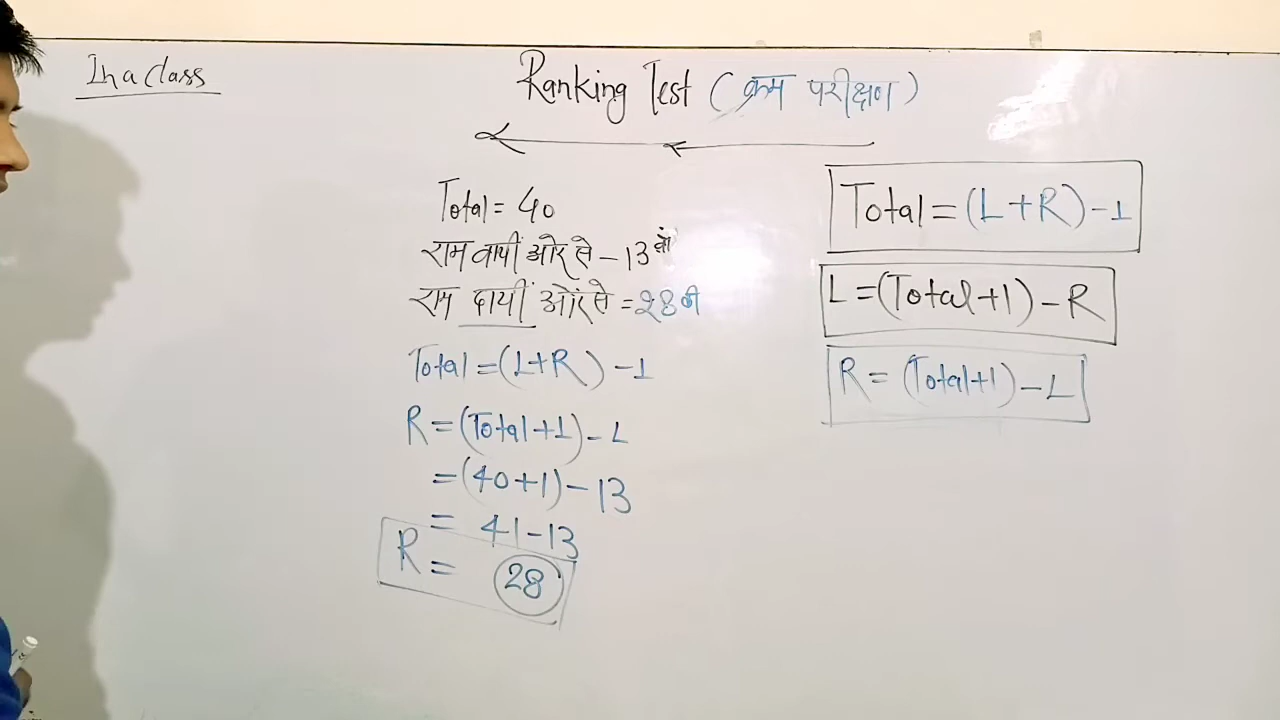 In a class
Ranking Test (क्रम परीक्षण)
Total = 40
राम बायीं ओर से - 13 वां
राम दायीं ओर से = 28 वी
Total = (L+R) - 1
R = (Total+1) - L
= (40+1) - 13
= 41-13
R = 28
Total = (L+R) - 1
L = (Total+1) - R
R = (Total+1) - L